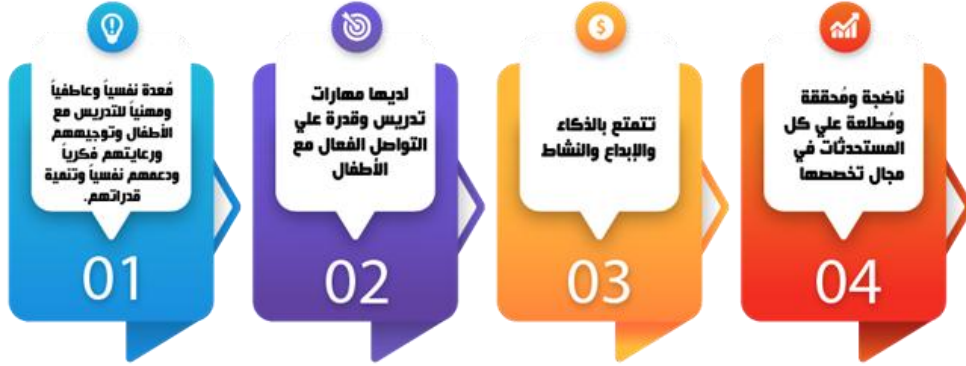 مُعدة نفسياً وعاطفياً
ومهنياً للتدريس مع
الأطفال وتوجيههم
ورعايتهم فكرياً
ودعمهم نفسياً وتنمية
قدراتهم.
01
لديها مهارات
تدريس وقدرة علي
التواصل الفعال مع
الأطفال
02
تتمتع بالذكاء
والإبداع والنشاط
03
ناضجة ومُحققة
ومُطلعة علي كل
المستحدثات في
مجال تخصصها
04